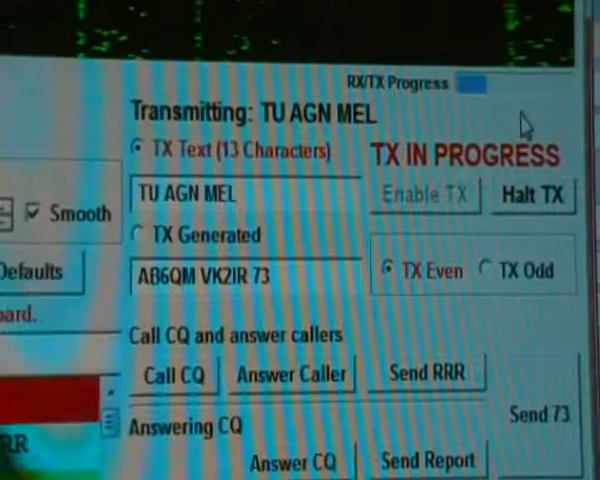 RX/TX Progress
Transmitting: TU AGN MEL
TX Text (13 Characters)
TX IN PROGRESS
TU AGN MEL
Enable TX
Halt TX
Smooth
TX Generated
Defaults
AB6QM VK2IR 73
TX Even
TX Odd
oard.
Call CQ and answer callers
Call CQ
Answer Caller
Send RRR
Answering CQ
Send 73
RR
Answer CQ
Send Report